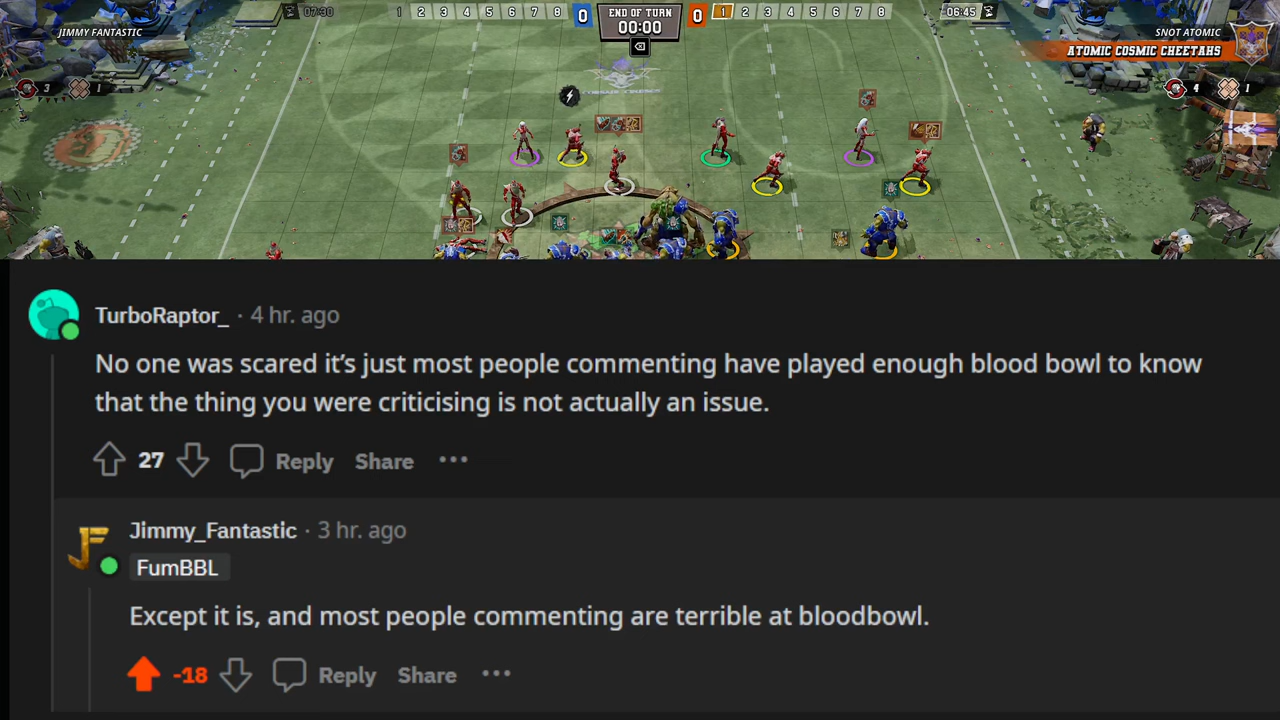 JIMMY FANTASTIC
07:30
1 2 3 4 5 6 7 8
0
END OF TURN
00:00
0
1 2 3 4 5 6 7 8
06:45
SNOT ATOMIC
ATOMIC COSMIC CHEETAHS
3 1
4 1
TurboRaptor_ · 4 hr. ago
No one was scared it’s just most people commenting have played enough blood bowl to know
that the thing you were criticising is not actually an issue.
27 Reply Share ···
Jimmy_Fantastic · 3 hr. ago
FumBBL
Except it is, and most people commenting are terrible at bloodbowl.
-18 Reply Share ···